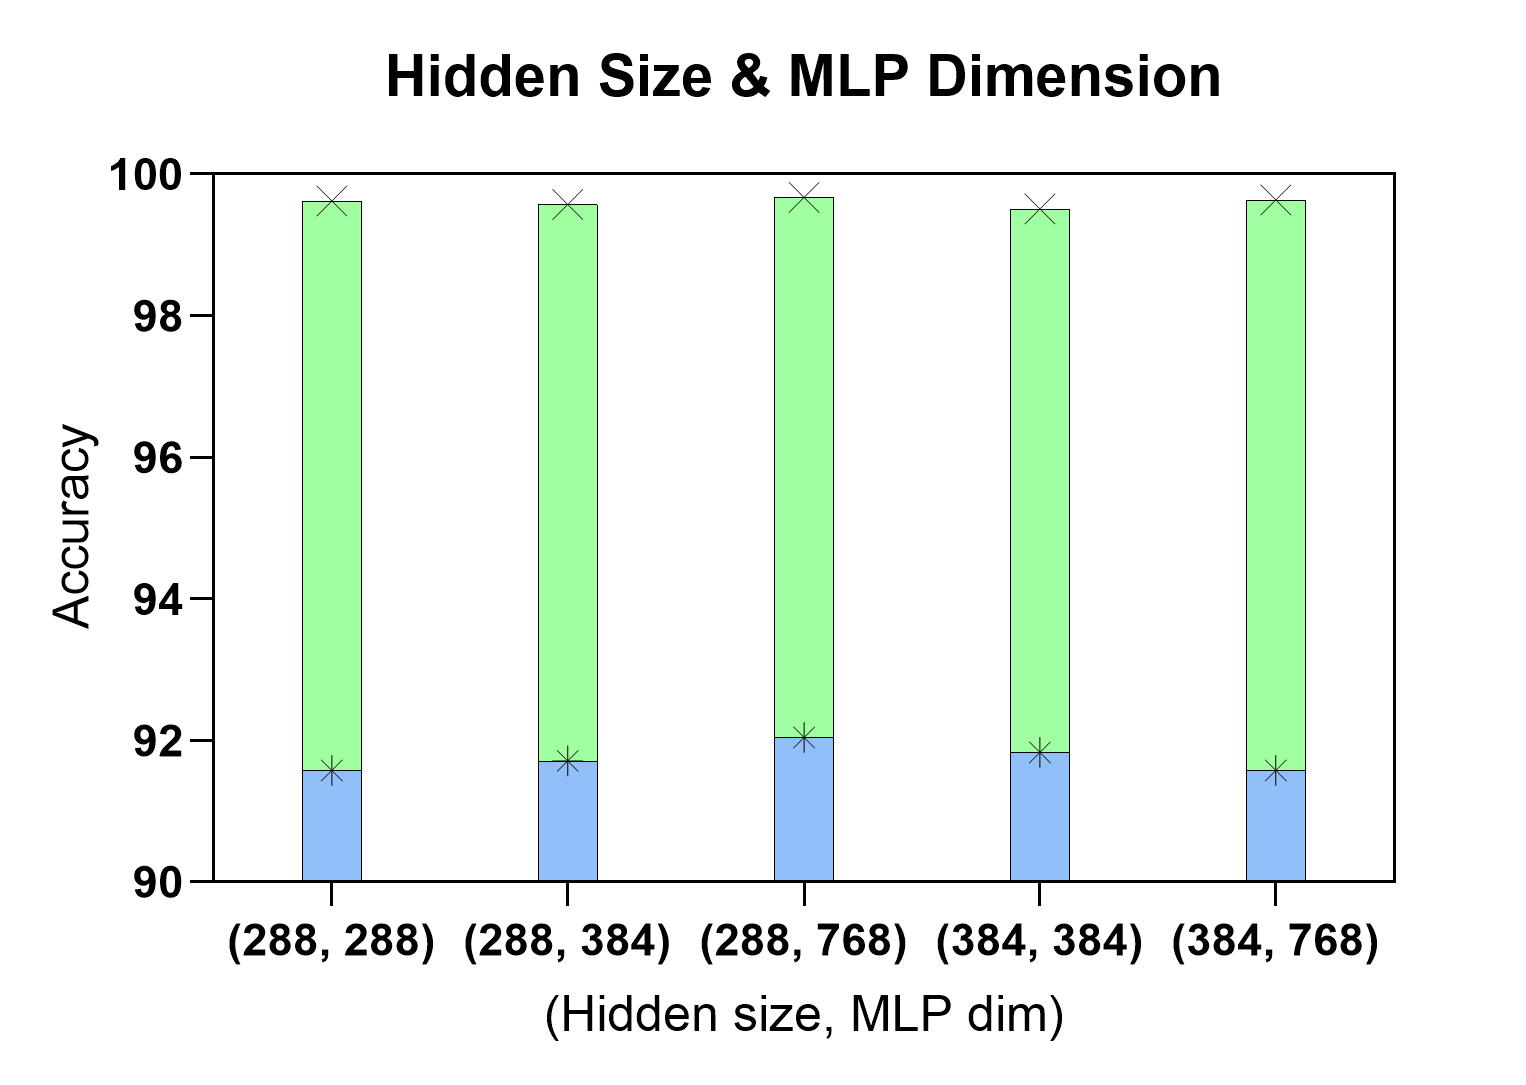 Hidden Size & MLP Dimension
100
98
96
94
92
90
Accuracy
(288, 288) (288, 384) (288, 768) (384, 384) (384, 768)
(Hidden size, MLP dim)